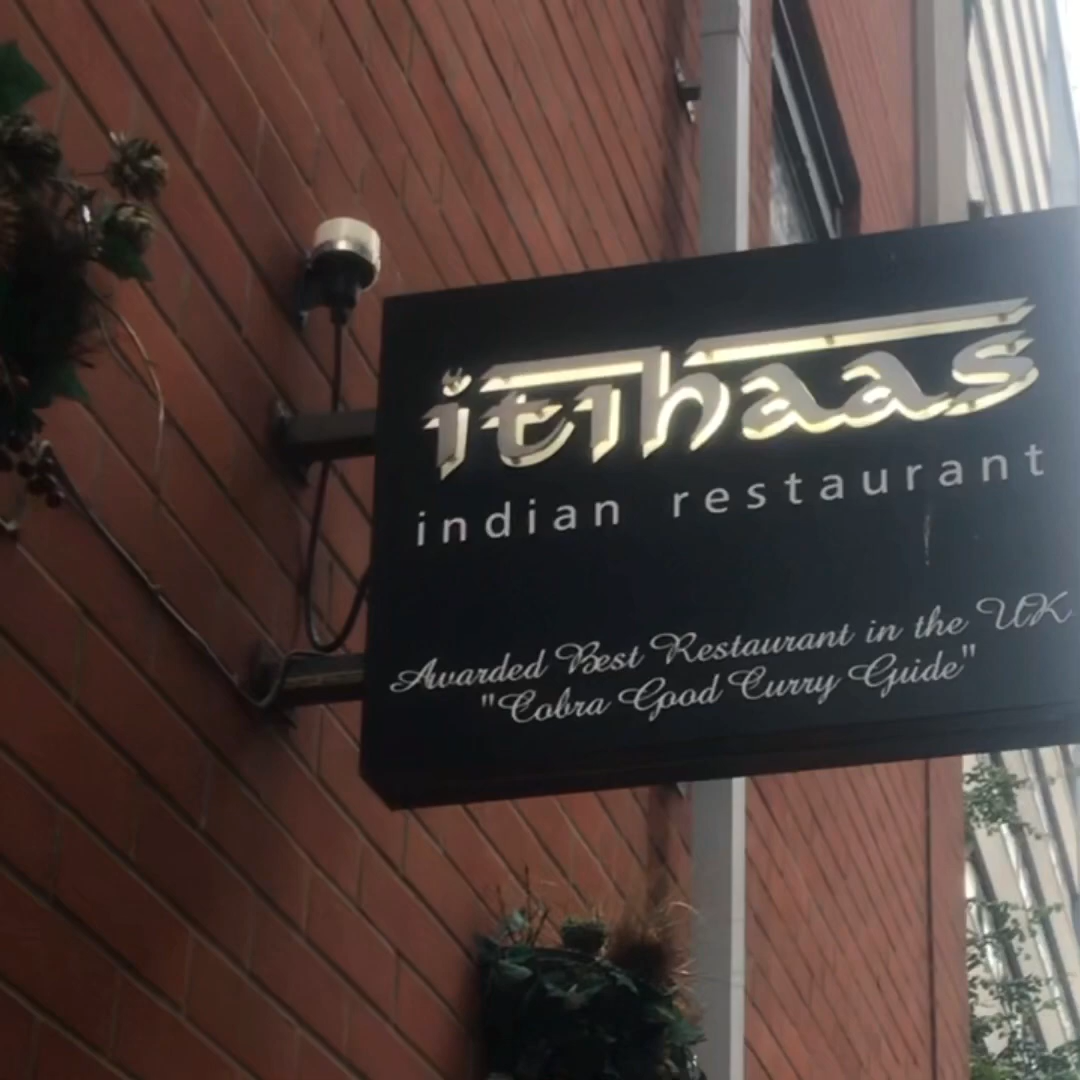 itihaas
indian restaurant
Awarded Best Restaurant in the UK
"Cobra Good Curry Guide"